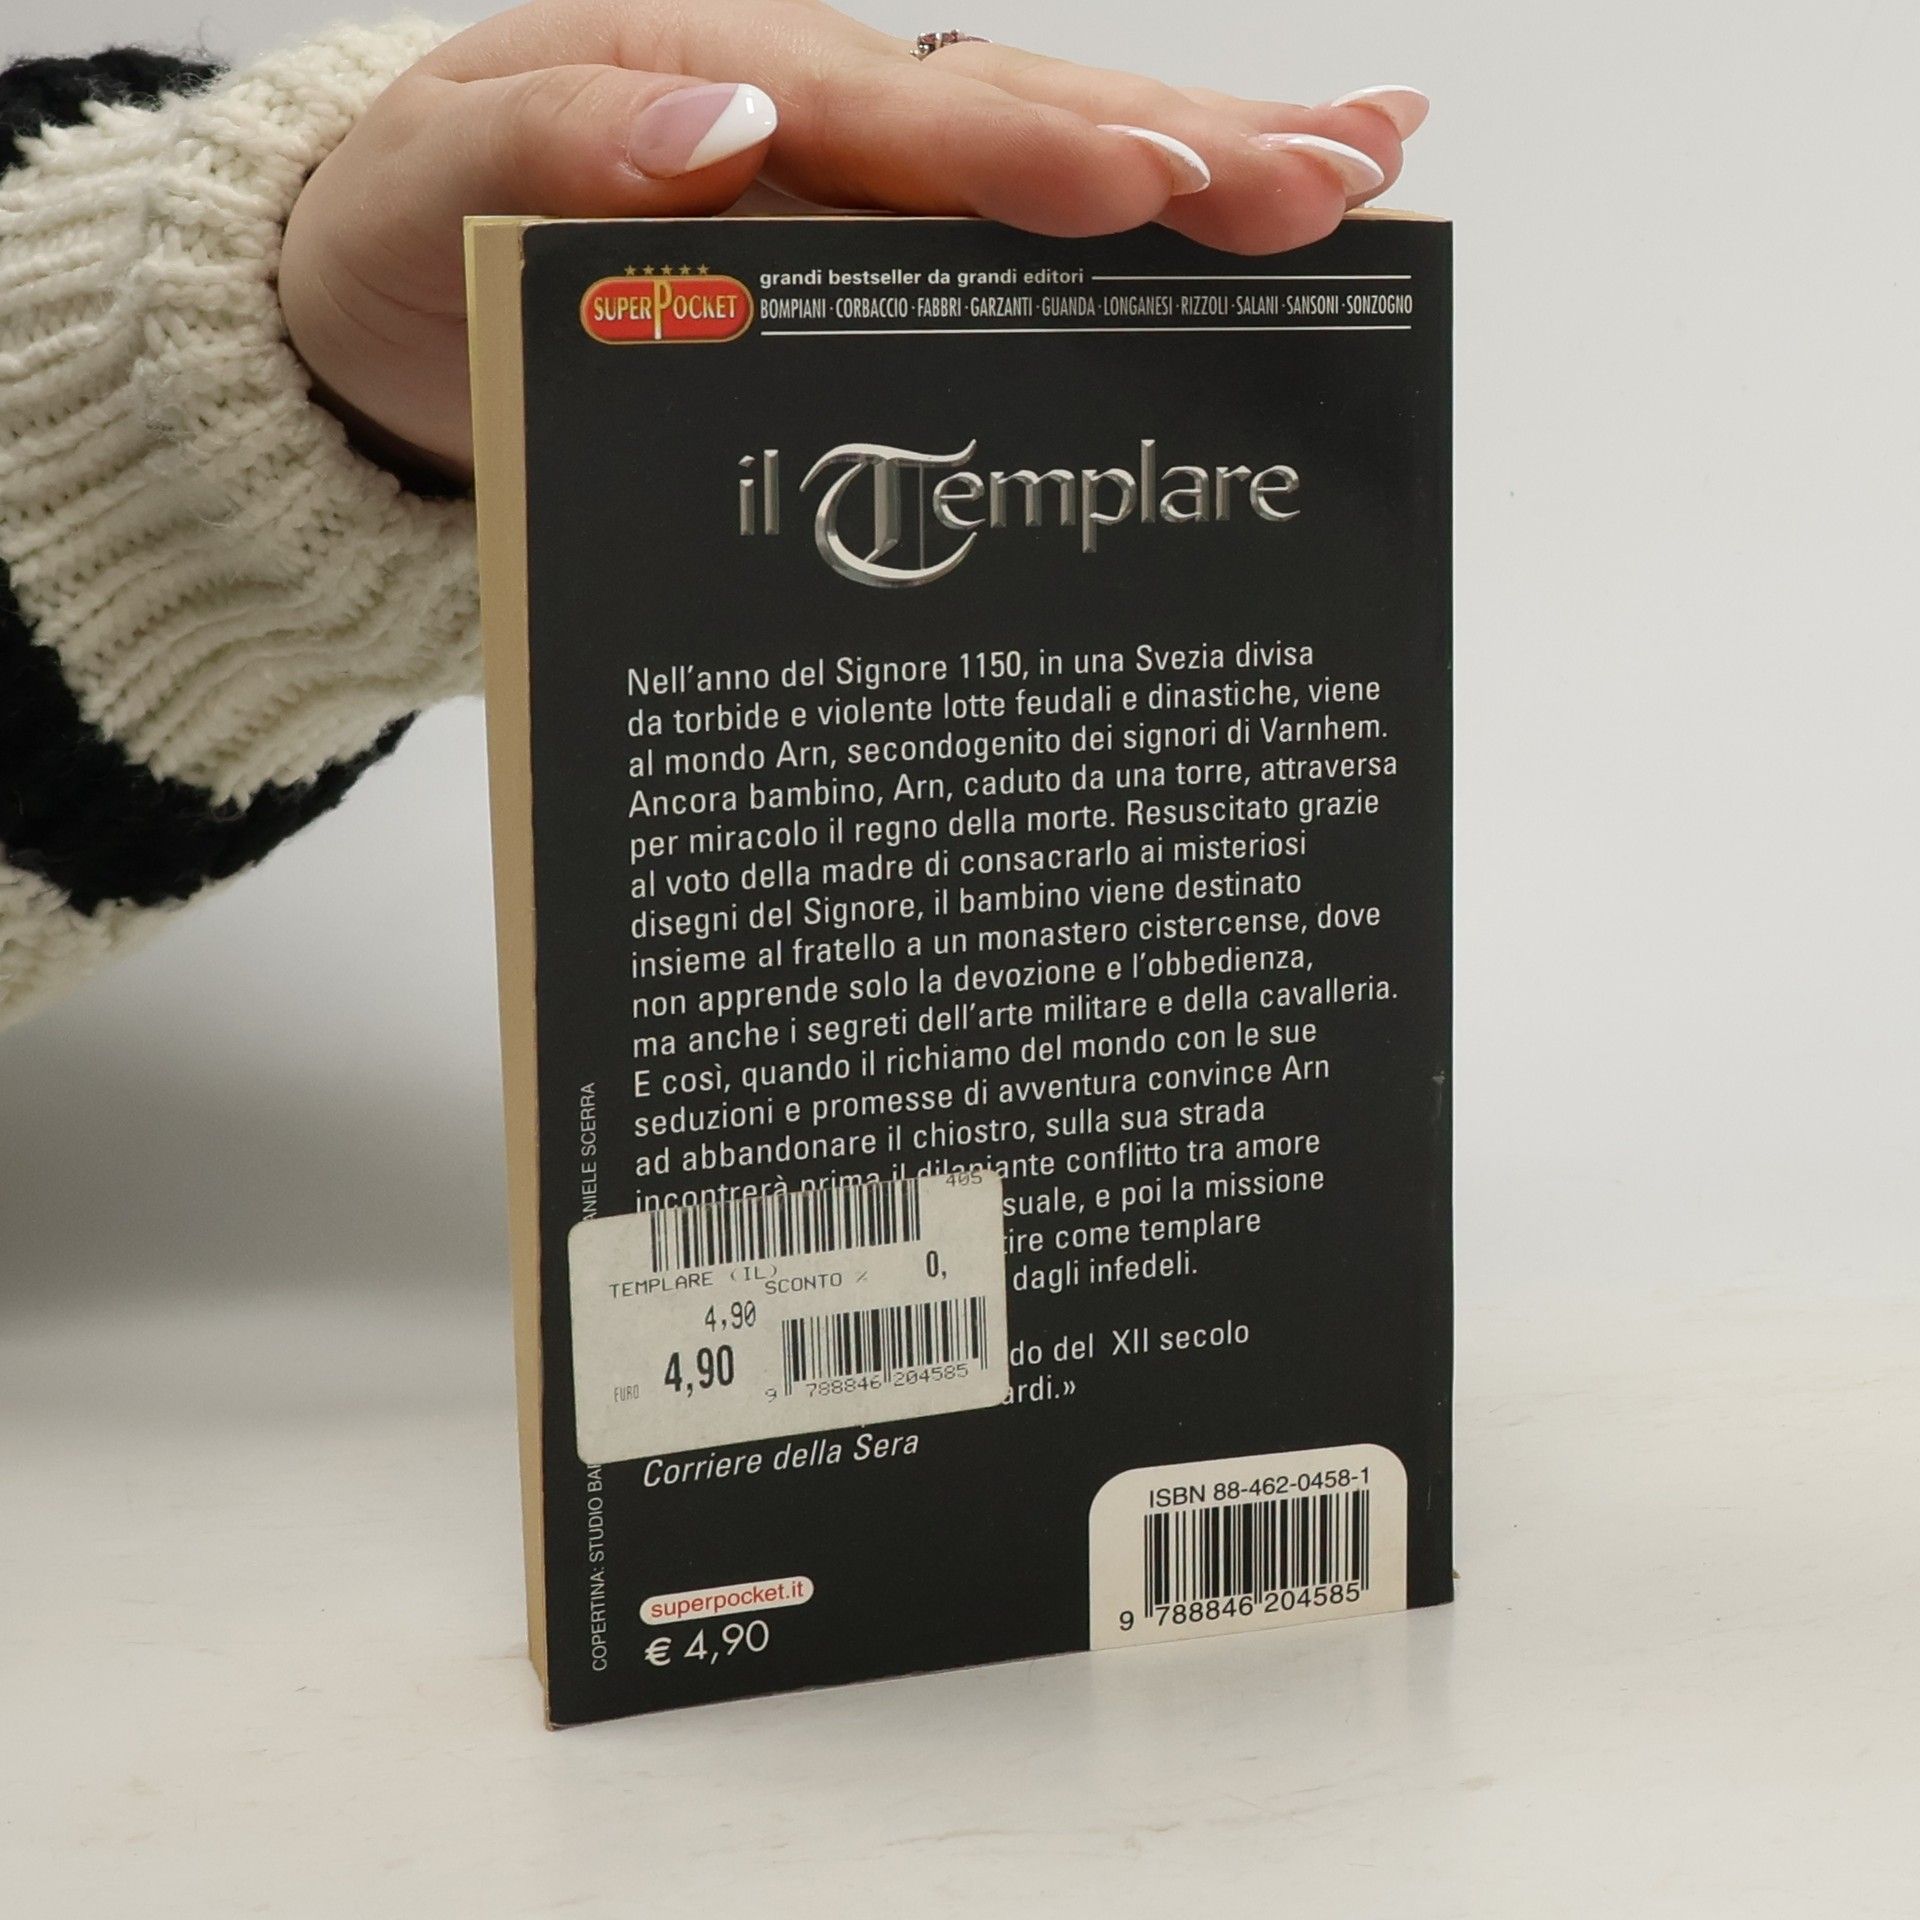 SUPERPOCKET
grandi bestseller da grandi editori
BOMPIANI · CORBACCIO · FABBRI · GARZANTI · GUANDA · LONGANESI · RIZZOLI · SALANI · SANSONI · SONZOGNO
il Templare
Nell'anno del Signore 1150, in una Svezia divisa
da torbide e violente lotte feudali e dinastiche, viene
al mondo Arn, secondogenito dei signori di Varnhem.
Ancora bambino, Arn, caduto da una torre, attraversa
per miracolo il regno della morte. Resuscitato grazie
al voto della madre di consacrarlo ai misteriosi
disegni del Signore, il bambino viene destinato
insieme al fratello a un monastero cistercense, dove
non apprende solo la devozione e l'obbedienza,
ma anche i segreti dell'arte militare e della cavalleria.
E così, quando il richiamo del mondo con le sue
seduzioni e promesse di avventura convince Arn
ad abbandonare il chiostro, sulla sua strada
incontrerà prima il dilaniante conflitto tra amore
suale, e poi la missione
tire come templare
dagli infedeli.
do del XII secolo
ardi.»
Corriere della Sera
405
TEMPLARE (IL)
SCONTO % 0,
4,90
EURO 4,90
9 788846 204585
superpocket.it
€ 4,90
ISBN 88-462-0458-1
9 788846 204585
COPERTINA: STUDIO BA
ANIELE SCERRA